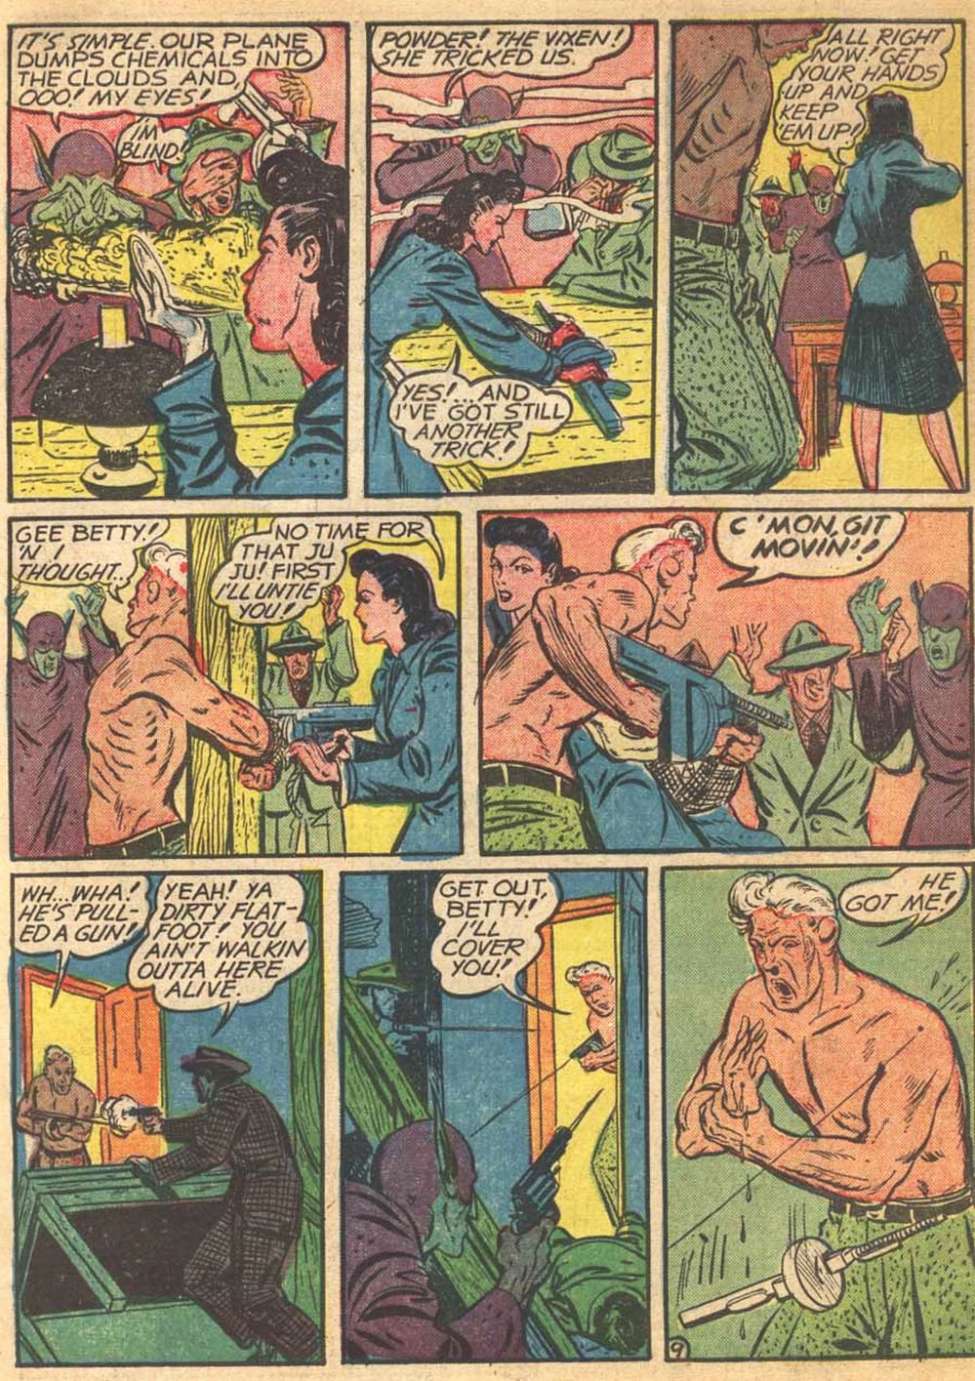 IT'S SIMPLE. OUR PLANE
DUMPS CHEMICALS INTO
THE CLOUDS AND,
OOO! MY EYES!
I'M
BLIND!
POWDER! THE VIXEN!
SHE TRICKED US.
YES!...AND
I'VE GOT STILL
ANOTHER
TRICK!
ALL RIGHT
NOW! GET
YOUR HANDS
UP AND
KEEP
'EM UP!
GEE BETTY!
'N I
THOUGHT..
NO TIME FOR
THAT JU
JU! FIRST
I'LL UNTIE
YOU!
C'MON, GIT
MOVIN'!
WH...WHA!
HE'S PULL-
ED A GUN!
YEAH! YA
DIRTY FLAT-
FOOT! YOU
AIN'T WALKIN
OUTTA HERE
ALIVE.
GET OUT,
BETTY!
I'LL
COVER
YOU!
HE
GOT ME!
9